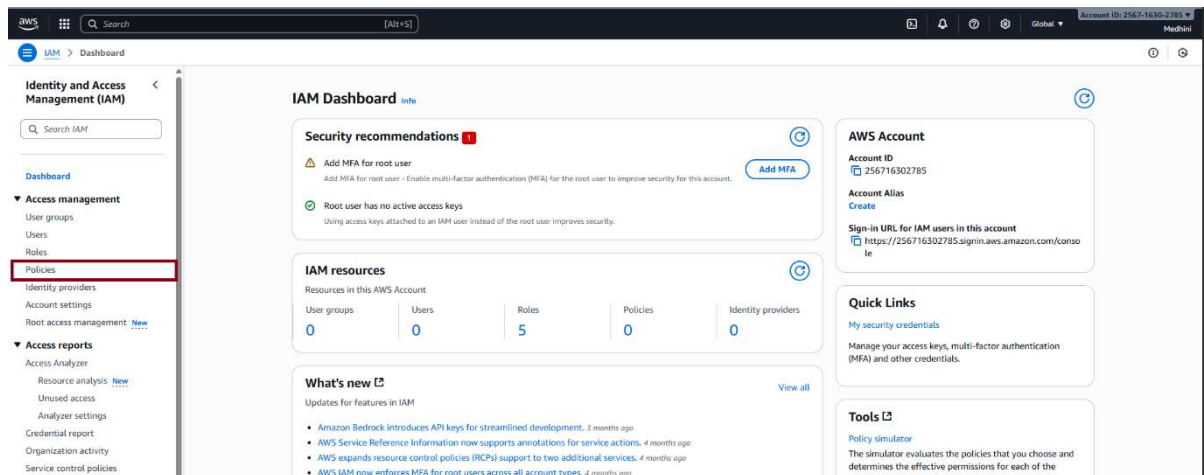 aws
Search
[Alt+S]
Global
Account ID: 2567-1630-2785
Medhini
IAM > Dashboard
Identity and Access
Management (IAM)
Search IAM
Dashboard
Access management
User groups
Users
Roles
Policies
Identity providers
Account settings
Root access management New
Access reports
Access Analyzer
Resource analysis New
Unused access
Analyzer settings
Credential report
Organization activity
Service control policies
IAM Dashboard Info
Security recommendations 1
Add MFA for root user
Add MFA for root user - Enable multi-factor authentication (MFA) for the root user to improve security for this account.
Add MFA
Root user has no active access keys
Using access keys attached to an IAM user instead of the root user improves security.
IAM resources
Resources in this AWS Account
User groups Users Roles Policies Identity providers
0 0 5 0 0
What's new
View all
Updates for features in IAM
Amazon Bedrock introduces API keys for streamlined development. 3 months ago
AWS Service Reference Information now supports annotations for service actions. 4 months ago
AWS expands resource control policies (RCPs) support to two additional services. 4 months ago
AWS IAM now enforces MFA for root users across all account types. 4 months ago
AWS Account
Account ID
256716302785
Account Alias
Create
Sign-in URL for IAM users in this account
https://256716302785.signin.aws.amazon.com/conso
le
Quick Links
My security credentials
Manage your access keys, multi-factor authentication
(MFA) and other credentials.
Tools
Policy simulator
The simulator evaluates the policies that you choose and
determines the effective permissions for each of the